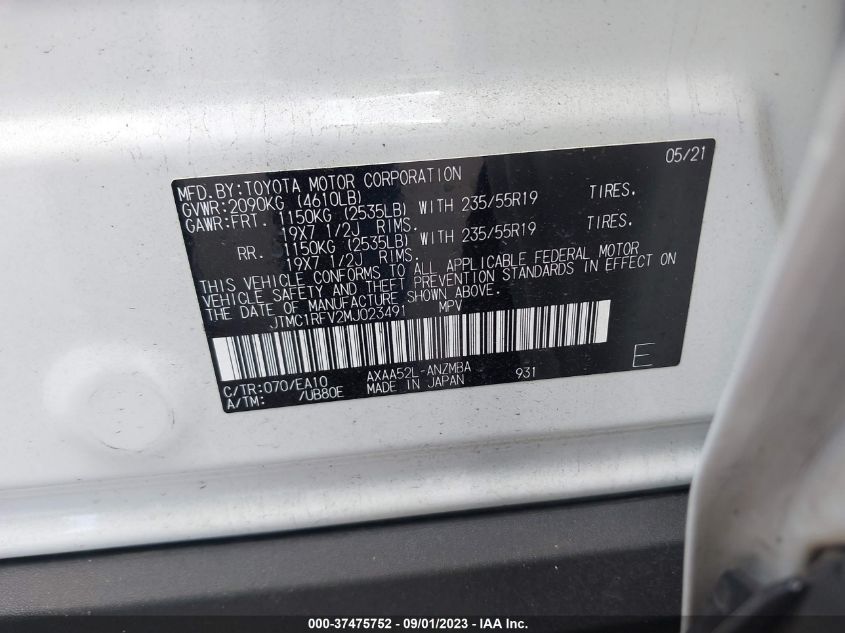 MFD.BY:TOYOTA MOTOR CORPORATION 05/21
GVWR:2090KG (4610LB)
GAWR:FRT. 1150KG (2535LB) WITH 235/55R19 TIRES.
19X7 1/2J RIMS.
RR. 1150KG (2535LB) WITH 235/55R19 TIRES.
19X7 1/2J RIMS.
THIS VEHICLE CONFORMS TO ALL APPLICABLE FEDERAL MOTOR
VEHICLE SAFETY AND THEFT PREVENTION STANDARDS IN EFFECT ON
THE DATE OF MANUFACTURE SHOWN ABOVE.
JTMC1RFV2MJ023491 MPV
C/TR:070/EA10 AXAA52L-ANZMBA 931 E
A/TM: /UB80E MADE IN JAPAN
000-37475752 - 09/01/2023 - IAA Inc.